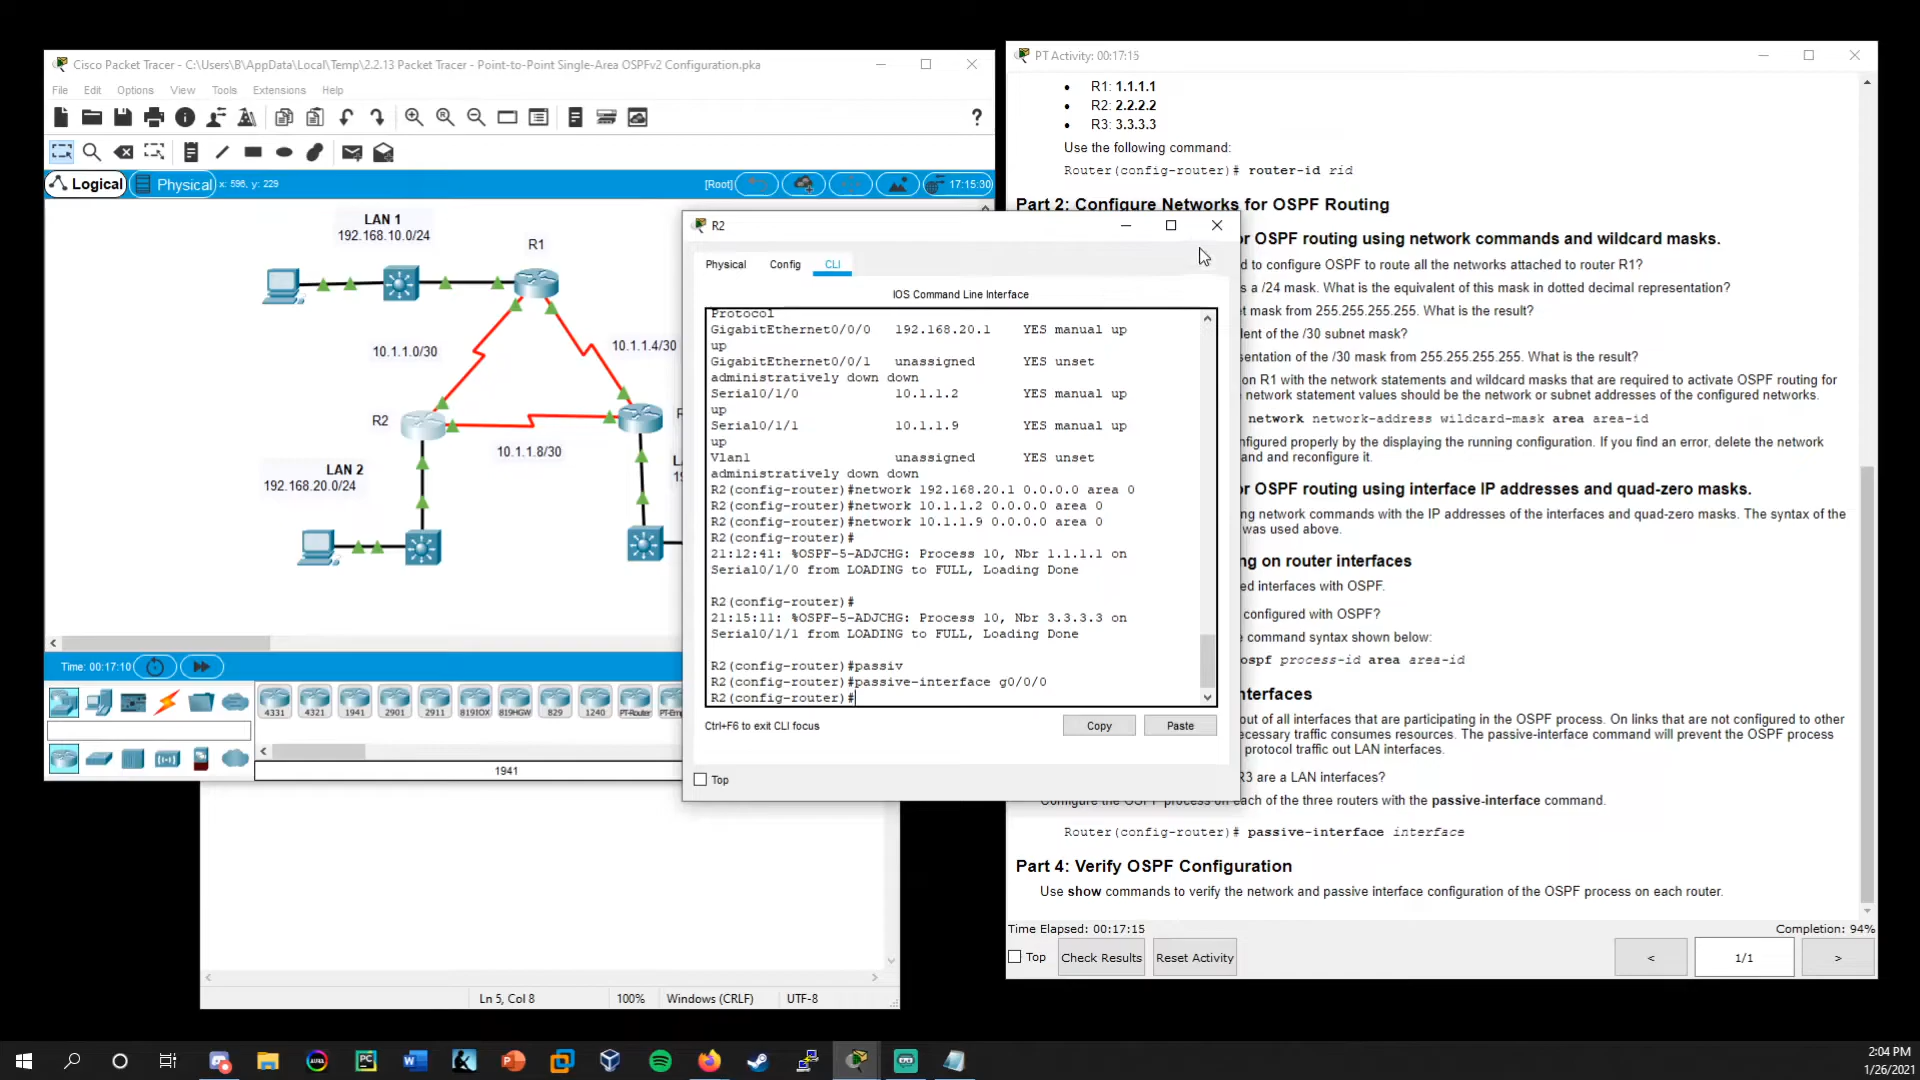 Cisco Packet Tracer - C:\Users\B\AppData\Local\Temp\2.2.13 Packet Tracer - Point-to-Point Single-Area OSPFv2 Configuration.pka
File Edit Options View Tools Extensions Help
?
Logical Physical x: 596, y: 229 [Root] 17:15:30
LAN 1
192.168.10.0/24
R1
10.1.1.0/30
10.1.1.4/30
R2
10.1.1.8/30
LAN 2
192.168.20.0/24
Time: 00:17:10
4331 4321 1941 2901 2911 819IOX 819HGW 829 1240 PT-Router
1941
Ln 5, Col 8 100% Windows (CRLF) UTF-8
R2
Physical Config CLI
IOS Command Line Interface
Protocol
GigabitEthernet0/0/0 192.168.20.1 YES manual up
up
GigabitEthernet0/0/1 unassigned YES unset
administratively down down
Serial0/1/0 10.1.1.2 YES manual up
up
Serial0/1/1 10.1.1.9 YES manual up
up
Vlan1 unassigned YES unset
administratively down down
R2(config-router)#network 192.168.20.1 0.0.0.0 area 0
R2(config-router)#network 10.1.1.2 0.0.0.0 area 0
R2(config-router)#network 10.1.1.9 0.0.0.0 area 0
R2(config-router)#
21:12:41: %OSPF-5-ADJCHG: Process 10, Nbr 1.1.1.1 on
Serial0/1/0 from LOADING to FULL, Loading Done
R2(config-router)#
21:15:11: %OSPF-5-ADJCHG: Process 10, Nbr 3.3.3.3 on
Serial0/1/1 from LOADING to FULL, Loading Done
R2(config-router)#passiv
R2(config-router)#passive-interface g0/0/0
R2(config-router)#
Ctrl+F6 to exit CLI focus
Copy Paste
Top
PT Activity: 00:17:15
R1: 1.1.1.1
R2: 2.2.2.2
R3: 3.3.3.3
Use the following command:
Router(config-router)# router-id rid
Part 2: Configure Networks for OSPF Routing
or OSPF routing using network commands and wildcard masks.
d to configure OSPF to route all the networks attached to router R1?
s a /24 mask. What is the equivalent of this mask in dotted decimal representation?
t mask from 255.255.255.255. What is the result?
lent of the /30 subnet mask?
sentation of the /30 mask from 255.255.255.255. What is the result?
on R1 with the network statements and wildcard masks that are required to activate OSPF routing for
network statement values should be the network or subnet addresses of the configured networks.
network network-address wildcard-mask area area-id
nfigured properly by the displaying the running configuration. If you find an error, delete the network
and and reconfigure it.
or OSPF routing using interface IP addresses and quad-zero masks.
ng network commands with the IP addresses of the interfaces and quad-zero masks. The syntax of the
was used above.
ng on router interfaces
ed interfaces with OSPF.
configured with OSPF?
e command syntax shown below:
ospf process-id area area-id
nterfaces
out of all interfaces that are participating in the OSPF process. On links that are not configured to other
ecessary traffic consumes resources. The passive-interface command will prevent the OSPF process
protocol traffic out LAN interfaces.
R3 are a LAN interfaces?
Configure the OSPF process on each of the three routers with the passive-interface command.
Router(config-router)# passive-interface interface
Part 4: Verify OSPF Configuration
Use show commands to verify the network and passive interface configuration of the OSPF process on each router.
Time Elapsed: 00:17:15 Completion: 94%
Top Check Results Reset Activity < 1/1 >
2:04 PM
1/26/2021